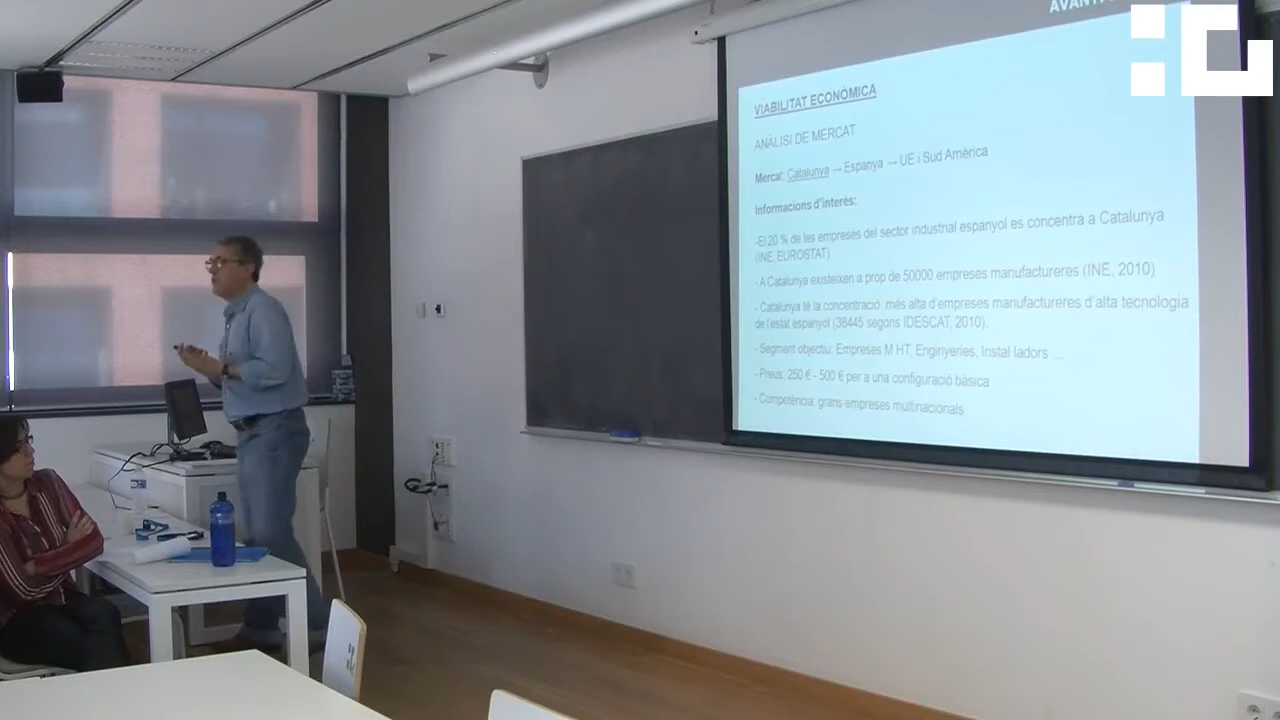 VIABILITAT ECONÒMICA
ANÀLISI DE MERCAT
Mercat: Catalunya → Espanya → UE i Sud Amèrica
Informacions d'interès:
-El 20 % de les empreses del sector industrial espanyol es concentra a Catalunya
(INE, EUROSTAT)
- A Catalunya existeixen a prop de 50000 empreses manufactureres (INE, 2010)
- Catalunya té la concentració més alta d'empreses manufactureres d'alta tecnologia
de l'estat espanyol (38445 segons IDESCAT, 2010).
- Segment objectiu: Empreses M HT, Enginyeries, Instal·ladors ...
- Preus: 250 € - 500 € per a una configuració bàsica
- Competència: grans empreses multinacionals